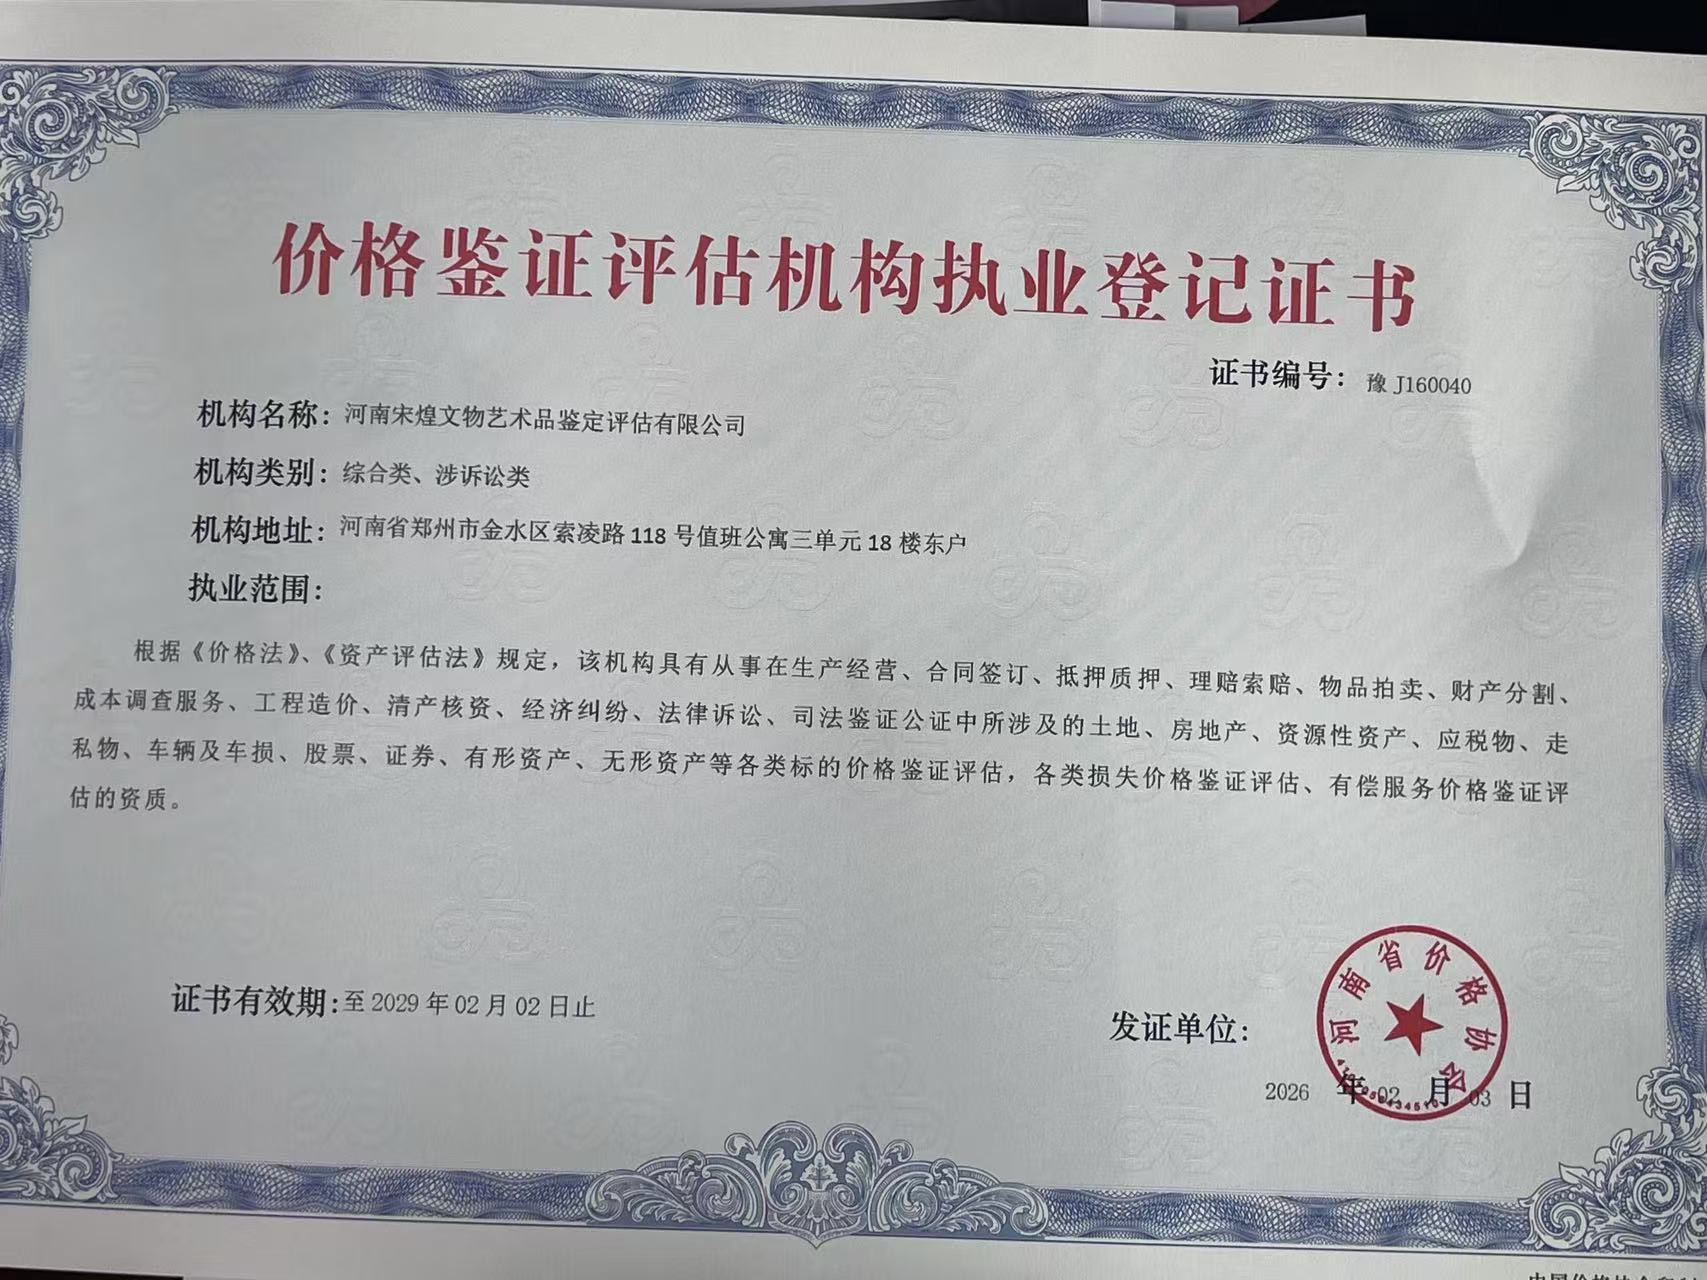 价格鉴证评估机构执业登记证书
证书编号：豫 J160040
机构名称：河南宋煌文物艺术品鉴定评估有限公司
机构类别：综合类、涉诉讼类
机构地址：河南省郑州市金水区索凌路118号值班公寓三单元18楼东户
执业范围：
根据《价格法》、《资产评估法》规定，该机构具有从事在生产经营、合同签订、抵押质押、理赔索赔、物品拍卖、财产分割、
成本调查服务、工程造价、清产核资、经济纠纷、法律诉讼、司法鉴证公证中所涉及的土地、房地产、资源性资产、应税物、走
私物、车辆及车损、股票、证券、有形资产、无形资产等各类标的价格鉴证评估，各类损失价格鉴证评估、有偿服务价格鉴证评
估的资质。
证书有效期：至 2029 年 02 月 02 日止
发证单位：
河南省价格协会
2026 年 02 月 03 日